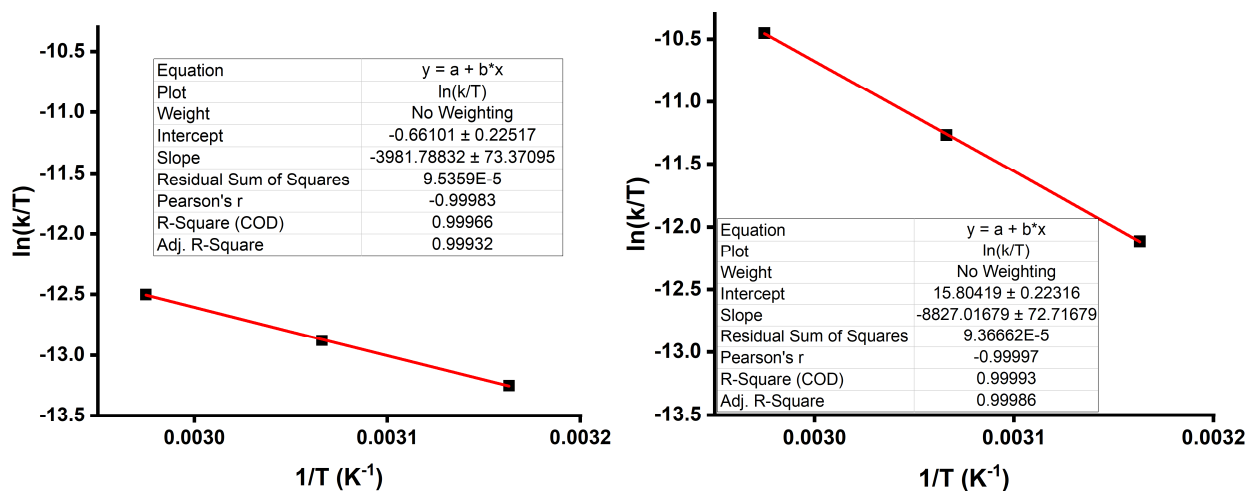 -10.5
-11.0
-11.5
-12.0
-12.5
-13.0
-13.5
ln(k/T)
Equation y = a + b*x
Plot ln(k/T)
Weight No Weighting
Intercept -0.66101 ± 0.22517
Slope -3981.78832 ± 73.37095
Residual Sum of Squares 9.5359E-5
Pearson's r -0.99983
R-Square (COD) 0.99966
Adj. R-Square 0.99932
0.0030 0.0031 0.0032
1/T (K⁻¹)
-10.5
-11.0
-11.5
-12.0
-12.5
-13.0
-13.5
ln(k/T)
Equation y = a + b*x
Plot ln(k/T)
Weight No Weighting
Intercept 15.80419 ± 0.22316
Slope -8827.01679 ± 72.71679
Residual Sum of Squares 9.36662E-5
Pearson's r -0.99997
R-Square (COD) 0.99993
Adj. R-Square 0.99986
0.0030 0.0031 0.0032
1/T (K⁻¹)